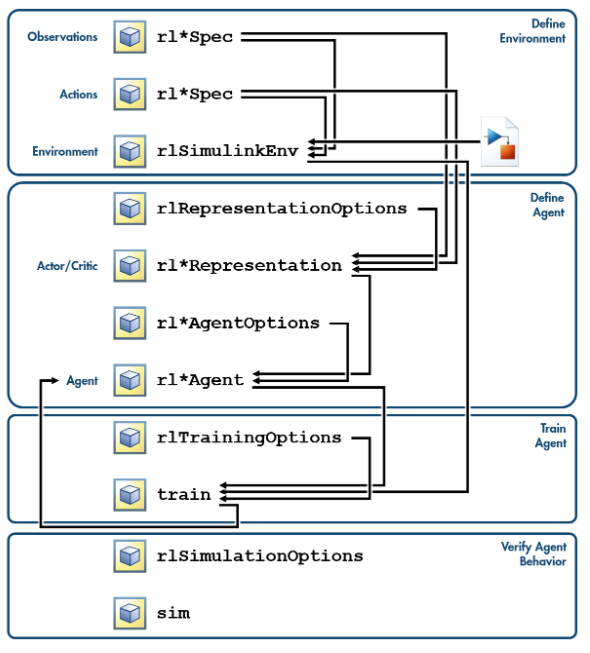 Define
Environment
Observations rl*Spec
Actions rl*Spec
Environment rlSimulinkEnv
Define
Agent
rlRepresentationOptions
Actor/Critic rl*Representation
rl*AgentOptions
Agent rl*Agent
Train
Agent
rlTrainingOptions
train
Verify Agent
Behavior
rlSimulationOptions
sim